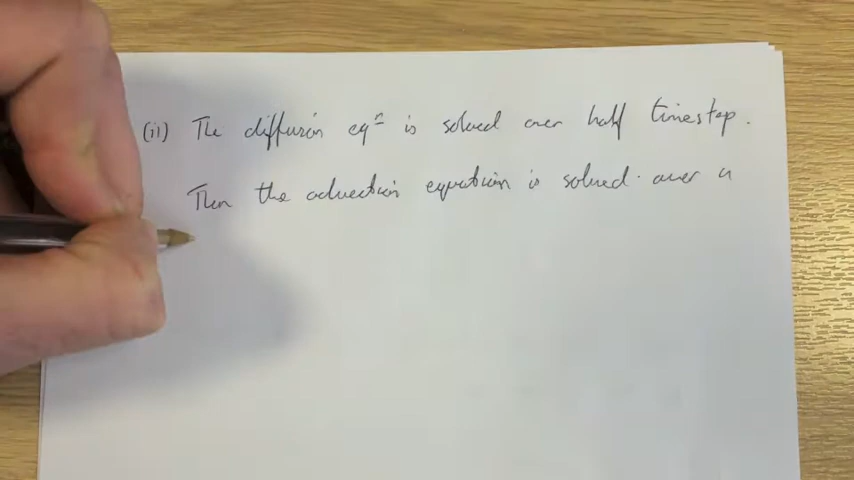 (ii) The diffusion eqⁿ is solved over half timestep.
Then the advection equation is solved. over a